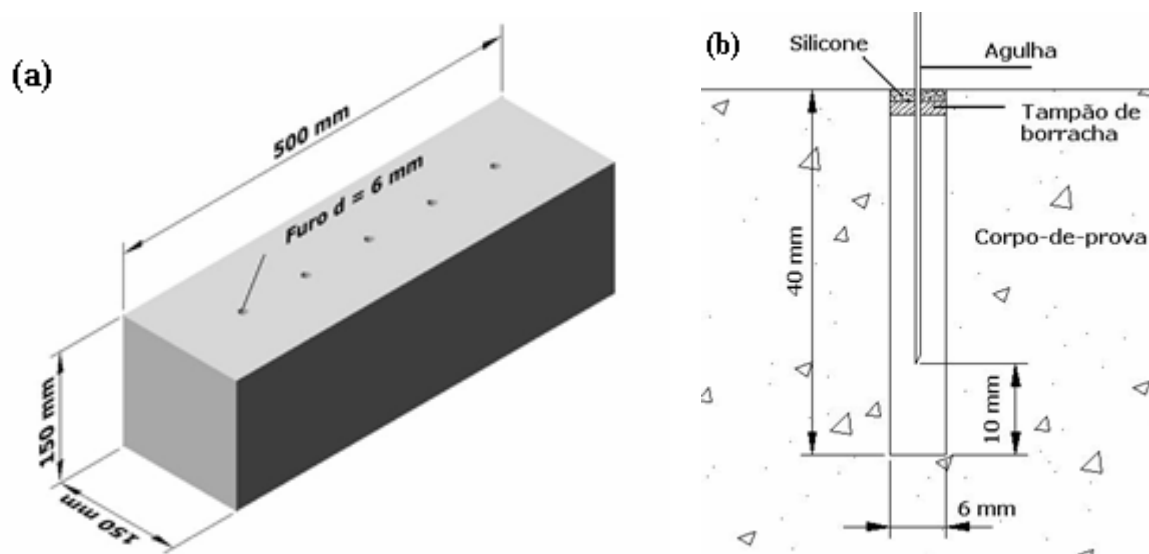 (a)
500 mm
Furo d = 6 mm
150 mm
150 mm
(b)
Silicone
Agulha
Tampão de
borracha
Corpo-de-prova
40 mm
10 mm
6 mm